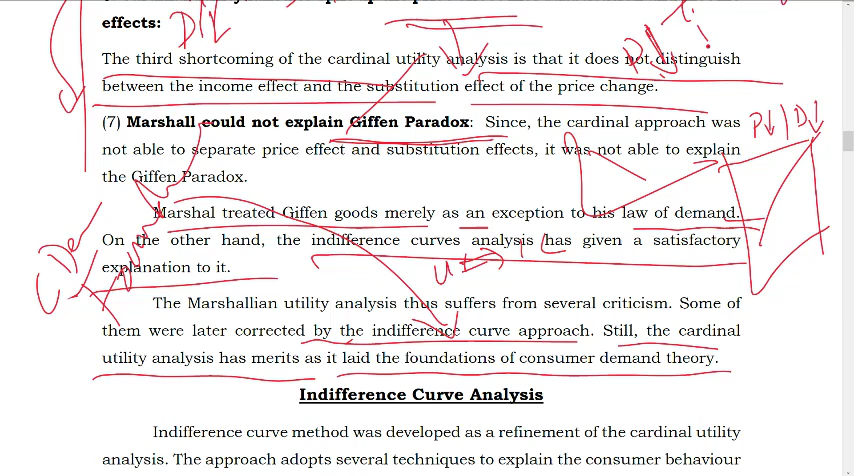 effects:
The third shortcoming of the cardinal utility analysis is that it does not distinguish
between the income effect and the substitution effect of the price change.
(7) Marshall could not explain Giffen Paradox: Since, the cardinal approach was
not able to separate price effect and substitution effects, it was not able to explain
the Giffen Paradox.
Marshal treated Giffen goods merely as an exception to his law of demand.
On the other hand, the indifference curves analysis has given a satisfactory
explanation to it.
The Marshallian utility analysis thus suffers from several criticism. Some of
them were later corrected by the indifference curve approach. Still, the cardinal
utility analysis has merits as it laid the foundations of consumer demand theory.
Indifference Curve Analysis
Indifference curve method was developed as a refinement of the cardinal utility
analysis. The approach adopts several techniques to explain the consumer behaviour
P↓ / D↓